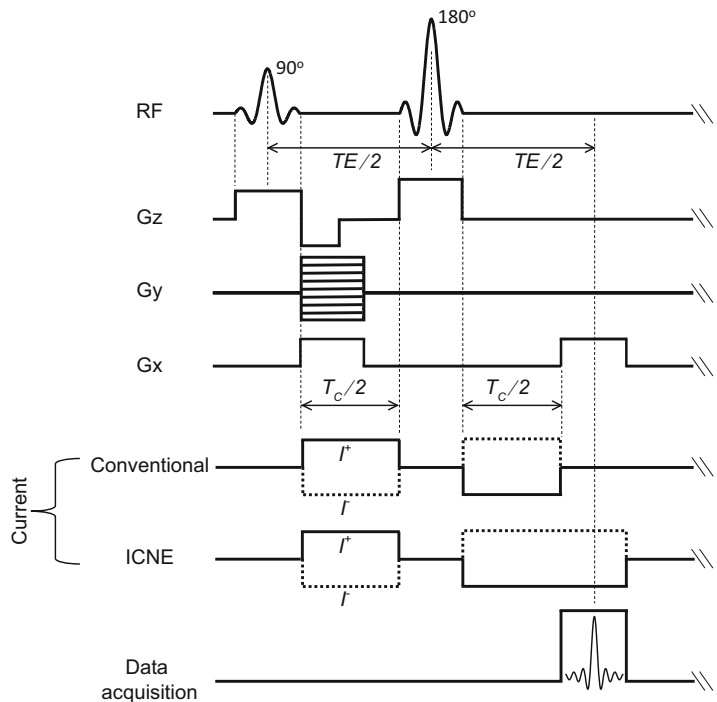 180°
90°
RF
TE/2
TE/2
Gz
Gy
Gx
T_C/2
T_C/2
Current
Conventional
I⁺
I⁻
ICNE
I⁺
I⁻
Data
acquisition